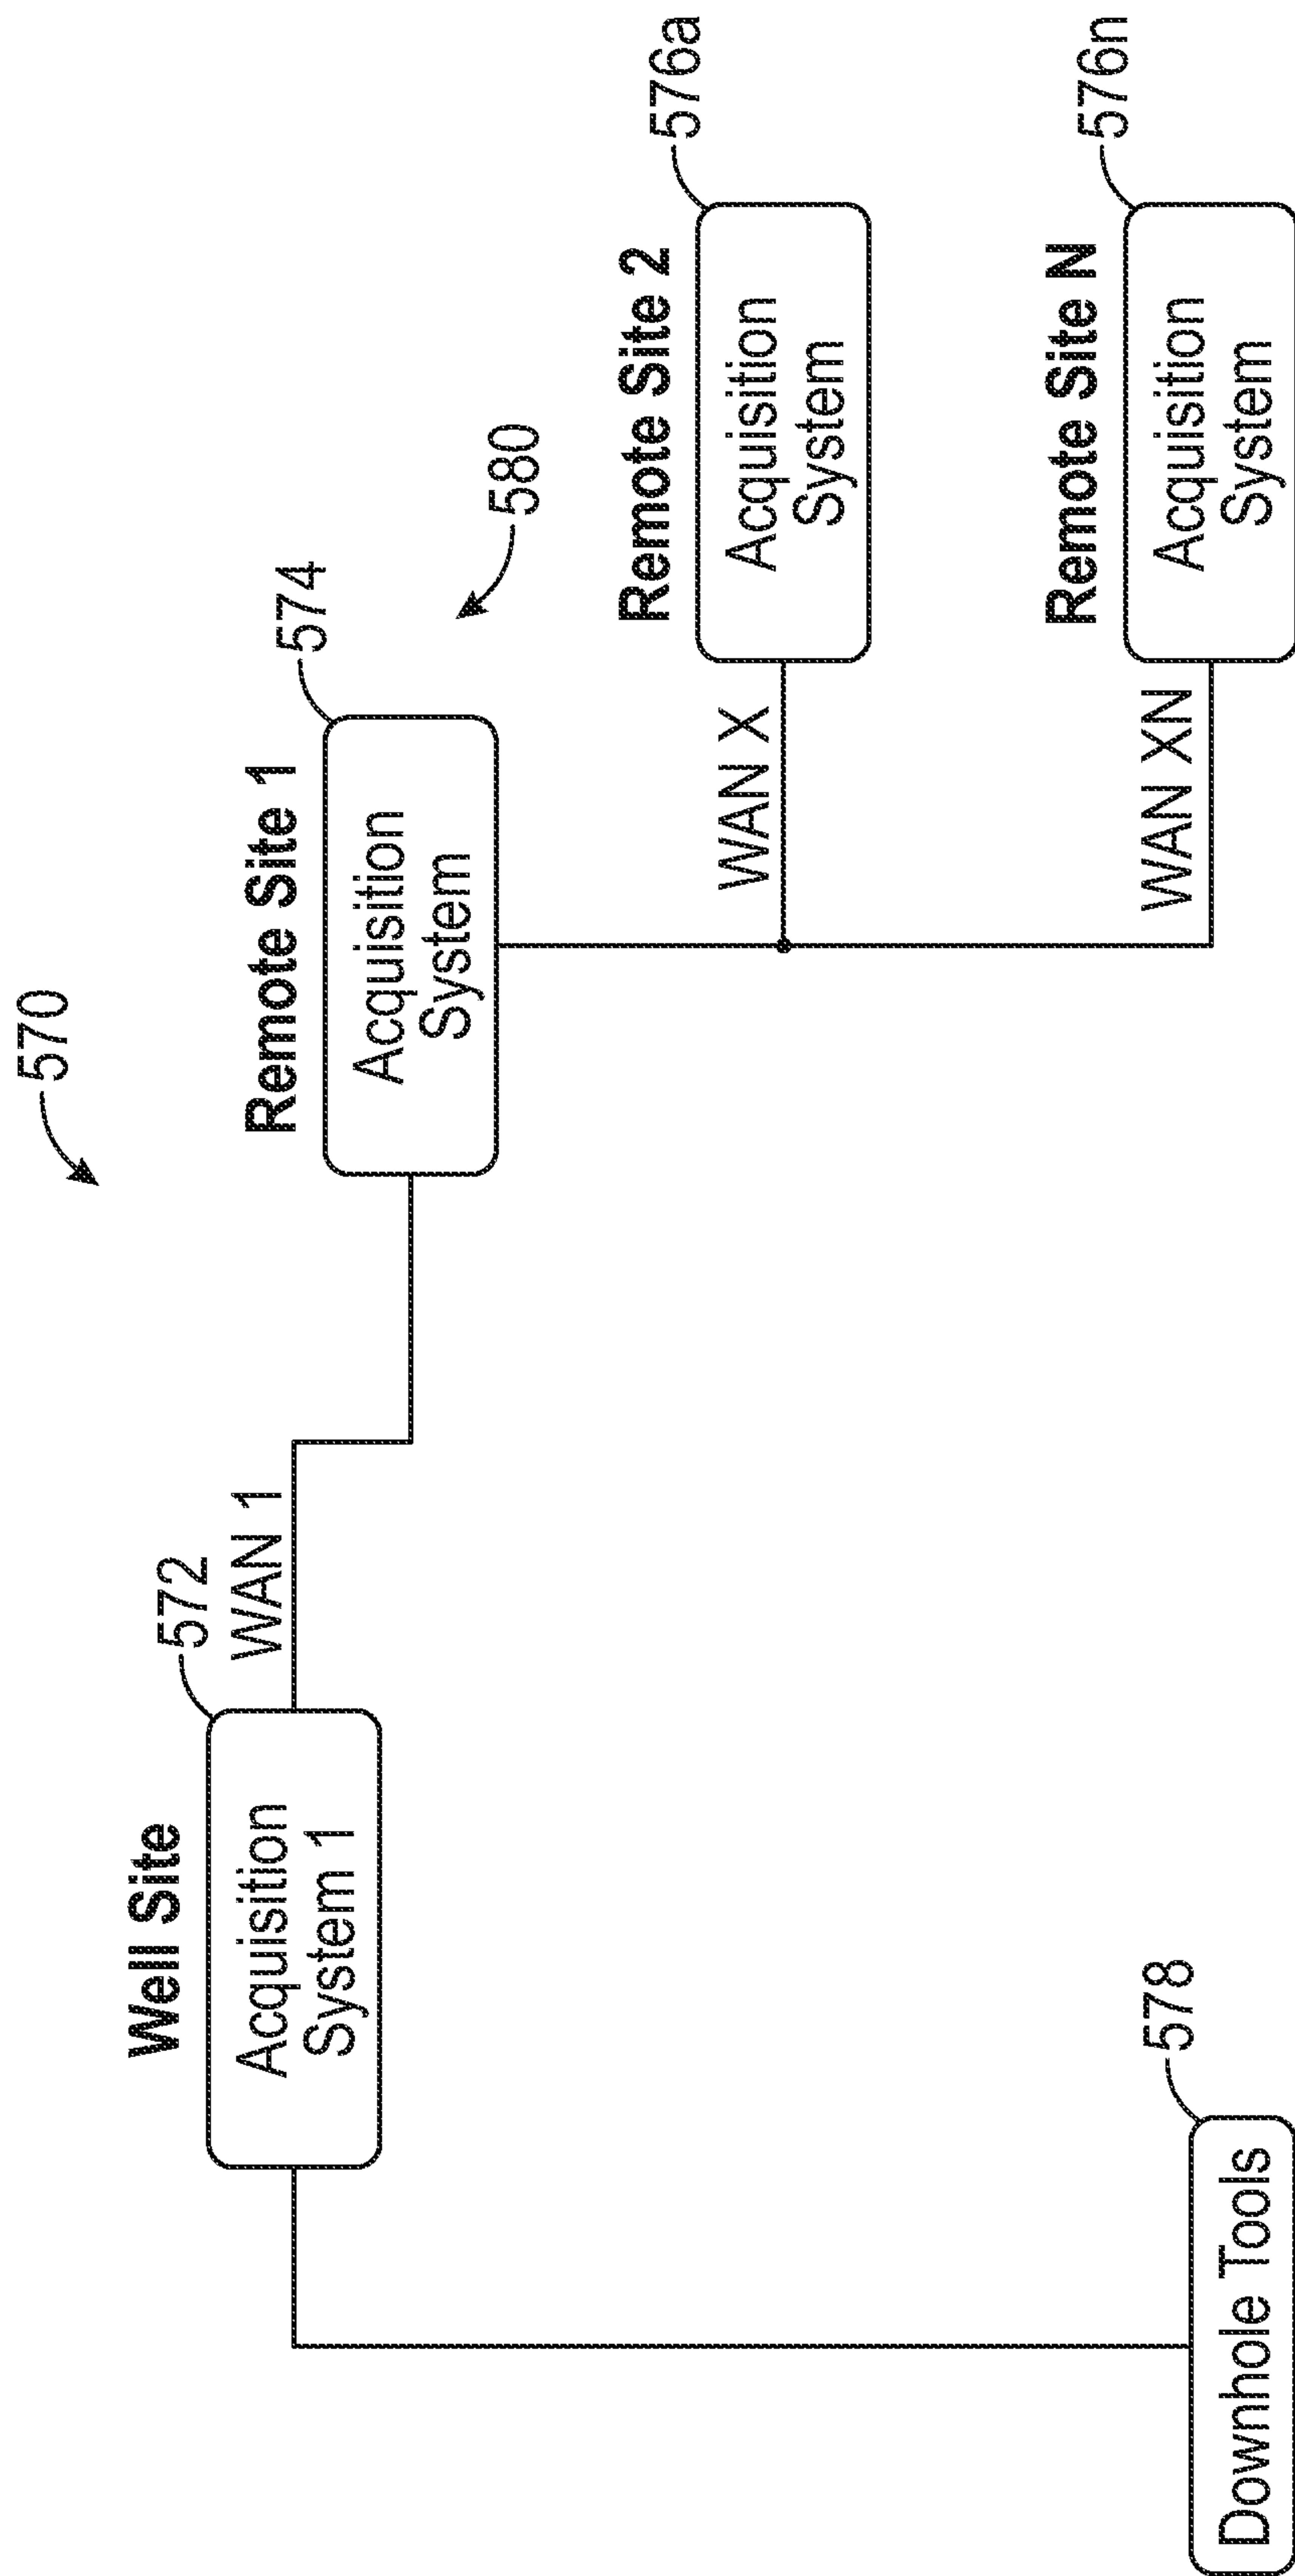 570
Well Site
572
Acquisition
System 1
WAN 1
Remote Site 1
574
Acquisition
System
580
Remote Site 2
576a
Acquisition
System
WAN X
Remote Site N
576n
Acquisition
System
WAN XN
578
Downhole Tools